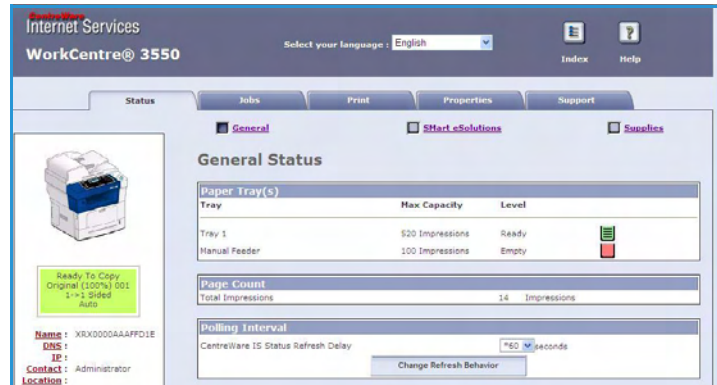 CentreWare
Internet Services
WorkCentre® 3550
Select your language : English
Index
Help
Status
Jobs
Print
Properties
Support
General
SMart eSolutions
Supplies
General Status
Paper Tray(s)
Tray Max Capacity Level
Tray 1 520 Impressions Ready
Manual Feeder 100 Impressions Empty
Page Count
Total Impressions 14 Impressions
Polling Interval
CentreWare IS Status Refresh Delay *60 seconds
Change Refresh Behavior
Ready To Copy
Original (100%) 001
1->1 Sided
Auto
Name : XRX0000AAAFFD1E
DNS :
IP :
Contact : Administrator
Location :